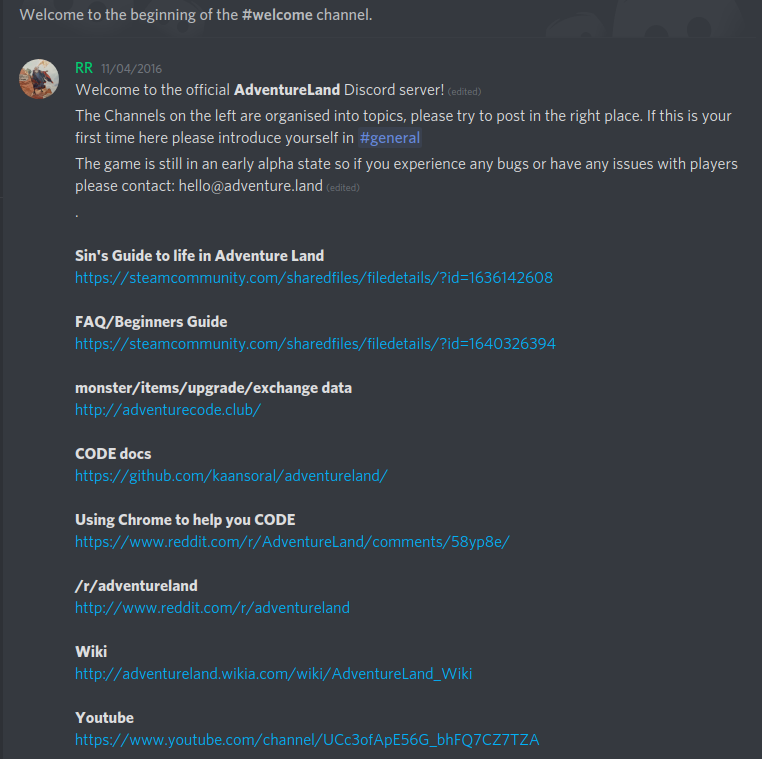 Welcome to the beginning of the #welcome channel.
RR 11/04/2016
Welcome to the official AdventureLand Discord server! (edited)
The Channels on the left are organised into topics, please try to post in the right place. If this is your
first time here please introduce yourself in #general
The game is still in an early alpha state so if you experience any bugs or have any issues with players
please contact: hello@adventure.land (edited)
.
Sin's Guide to life in Adventure Land
https://steamcommunity.com/sharedfiles/filedetails/?id=1636142608
FAQ/Beginners Guide
https://steamcommunity.com/sharedfiles/filedetails/?id=1640326394
monster/items/upgrade/exchange data
http://adventurecode.club/
CODE docs
https://github.com/kaansoral/adventureland/
Using Chrome to help you CODE
https://www.reddit.com/r/AdventureLand/comments/58yp8e/
/r/adventureland
http://www.reddit.com/r/adventureland
Wiki
http://adventureland.wikia.com/wiki/AdventureLand_Wiki
Youtube
https://www.youtube.com/channel/UCc3ofApE56G_bhFQ7CZ7TZA